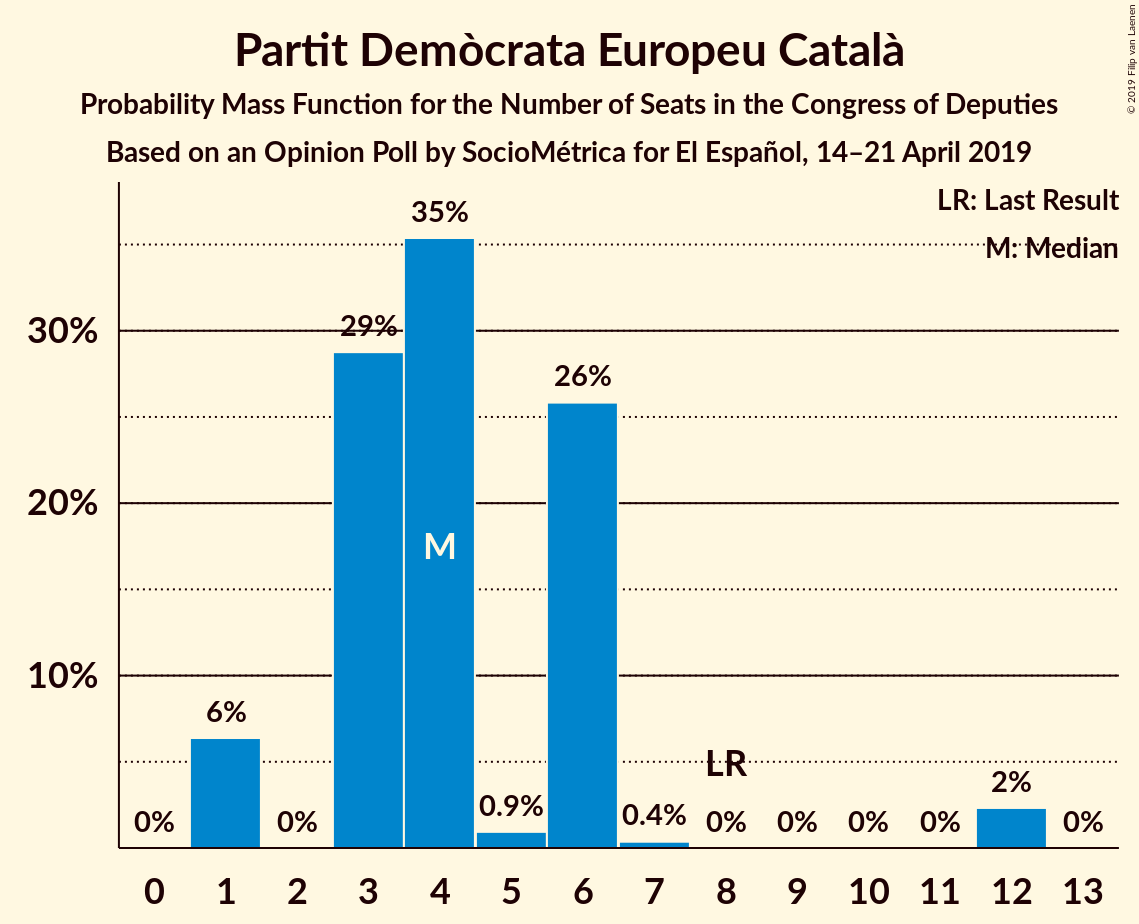 Partit Demòcrata Europeu Català
Probability Mass Function for the Number of Seats in the Congress of Deputies
Based on an Opinion Poll by SocioMétrica for El Español, 14–21 April 2019
© 2019 Filip van Laenen
LR: Last Result
M: Median
35%
30%
29%
26%
20%
M
10%
6%
LR
2%
0.9%
0.4%
0% 0% 0% 0% 0% 0% 0%
0 1 2 3 4 5 6 7 8 9 10 11 12 13